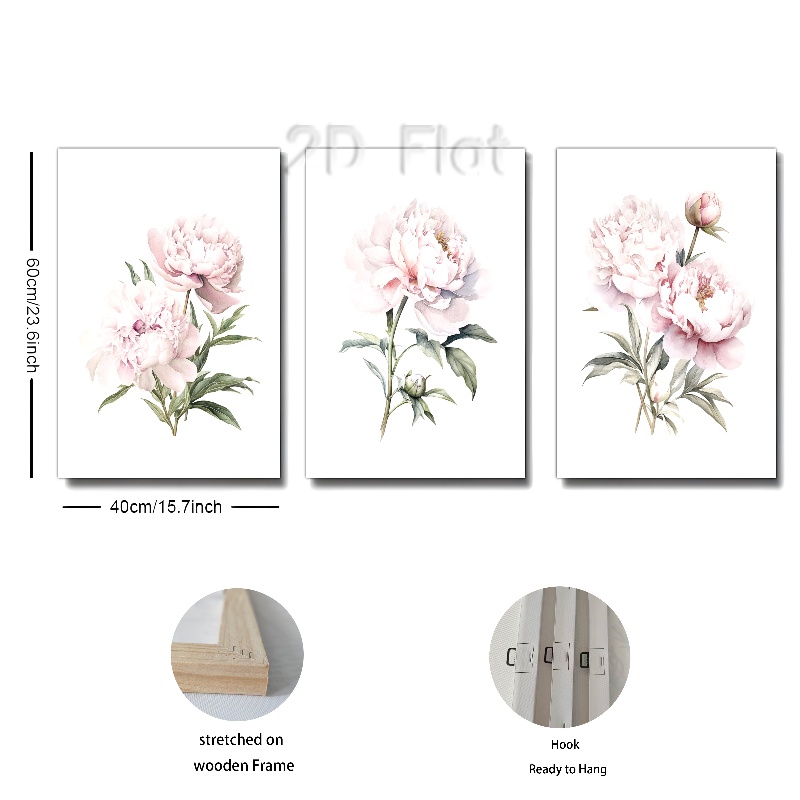 2D Flat
60cm/23.6inch
40cm/15.7inch
stretched on
wooden Frame
Hook
Ready to Hang